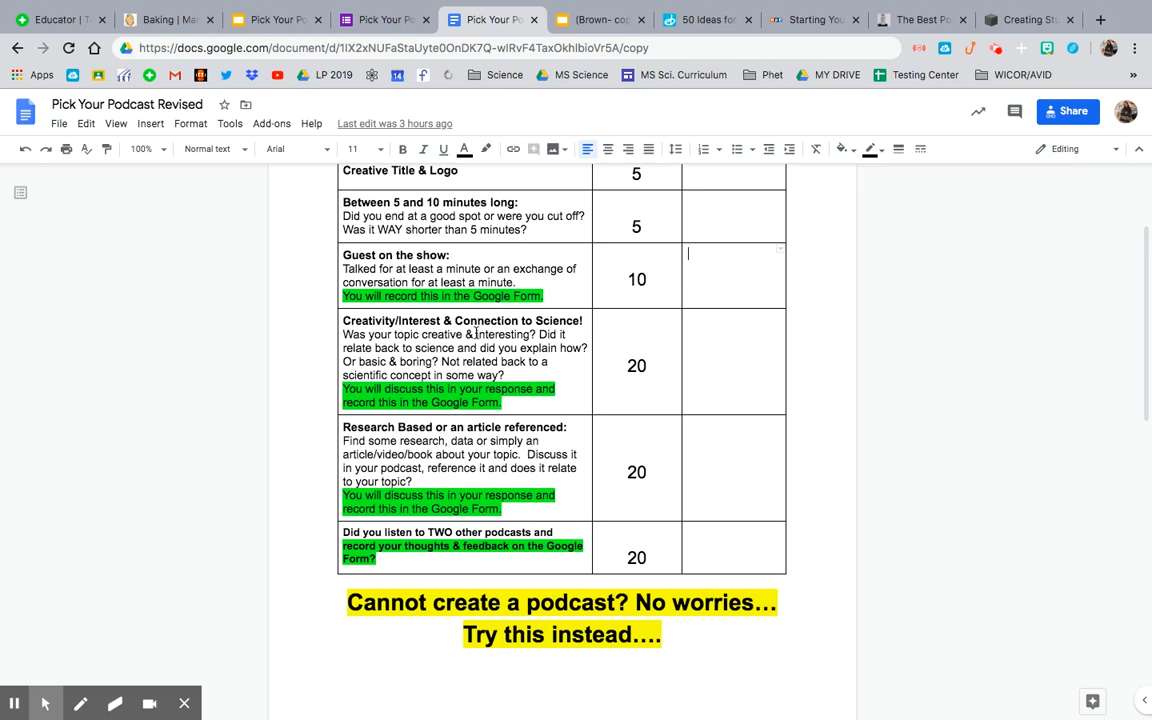 Educator | T
Baking | Mar
Pick Your Po
Pick Your Po
Pick Your Po
(Brown- cop
50 Ideas for
Starting You
The Best Po
Creating Stu
https://docs.google.com/document/d/1IX2xNUFaStaUyte0OnDK7Q-wIRvF4TaxOkhlbioVr5A/copy
Apps
LP 2019
14
Science
MS Science
MS Sci. Curriculum
Phet
MY DRIVE
Testing Center
WICOR/AVID
Pick Your Podcast Revised
Share
File Edit View Insert Format Tools Add-ons Help Last edit was 3 hours ago
100% Normal text Arial 11 B I U A Editing
Creative Title & Logo
5
Between 5 and 10 minutes long:
Did you end at a good spot or were you cut off?
Was it WAY shorter than 5 minutes?
5
Guest on the show:
Talked for at least a minute or an exchange of
conversation for at least a minute.
You will record this in the Google Form.
10
Creativity/Interest & Connection to Science!
Was your topic creative & interesting? Did it
relate back to science and did you explain how?
Or basic & boring? Not related back to a
scientific concept in some way?
You will discuss this in your response and
record this in the Google Form.
20
Research Based or an article referenced:
Find some research, data or simply an
article/video/book about your topic. Discuss it
in your podcast, reference it and does it relate
to your topic?
You will discuss this in your response and
record this in the Google Form.
20
Did you listen to TWO other podcasts and
record your thoughts & feedback on the Google
Form?
20
Cannot create a podcast? No worries…
Try this instead….